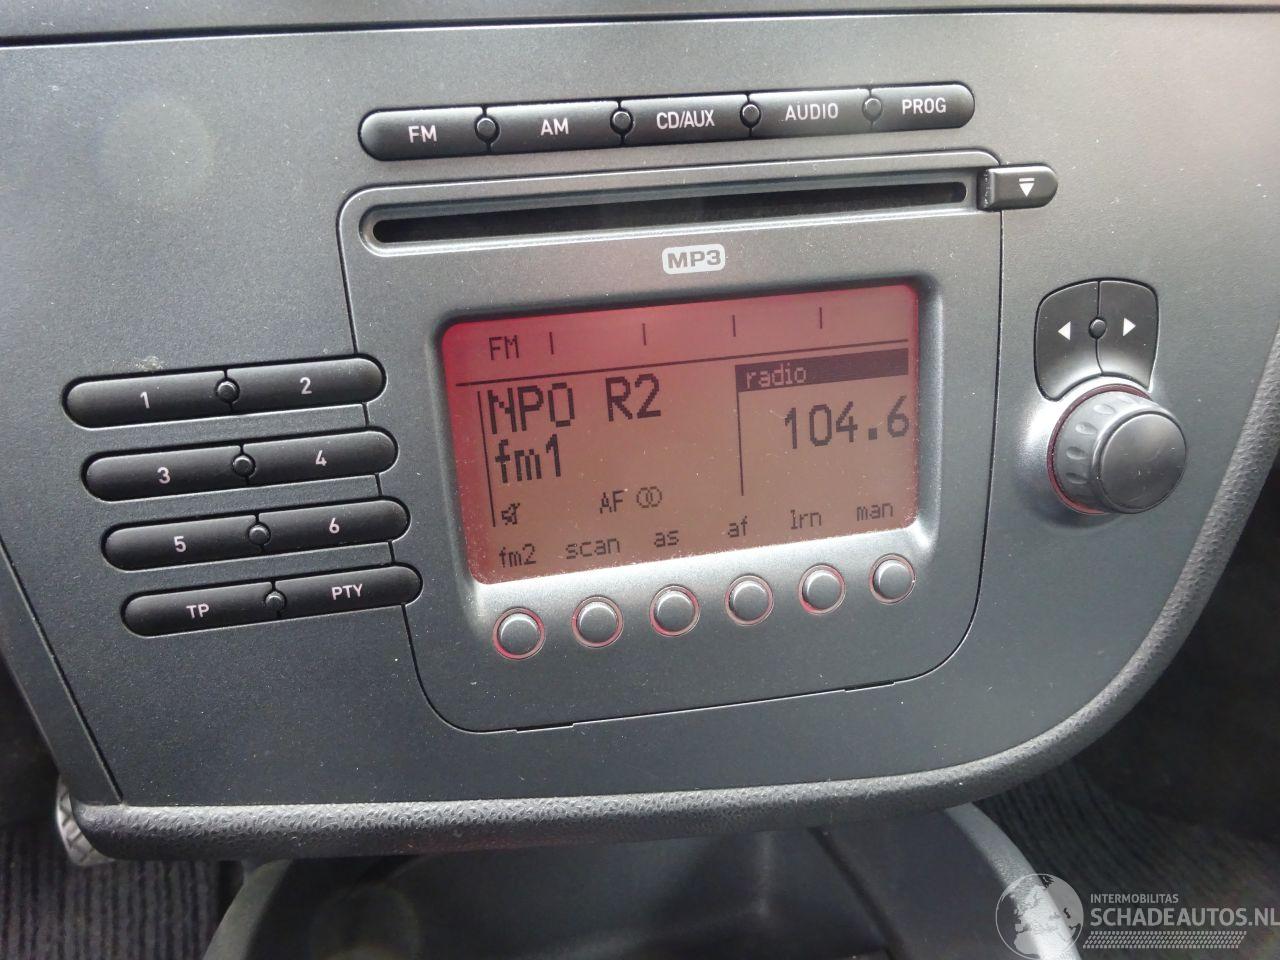 FM AM CD/AUX AUDIO PROG
MP3
FM
NPO R2
radio
fm1
104.6
AF
fm2 scan as af lrn man
1 2
3 4
5 6
TP PTY
INTERMOBILITAS
SCHADEAUTOS.NL